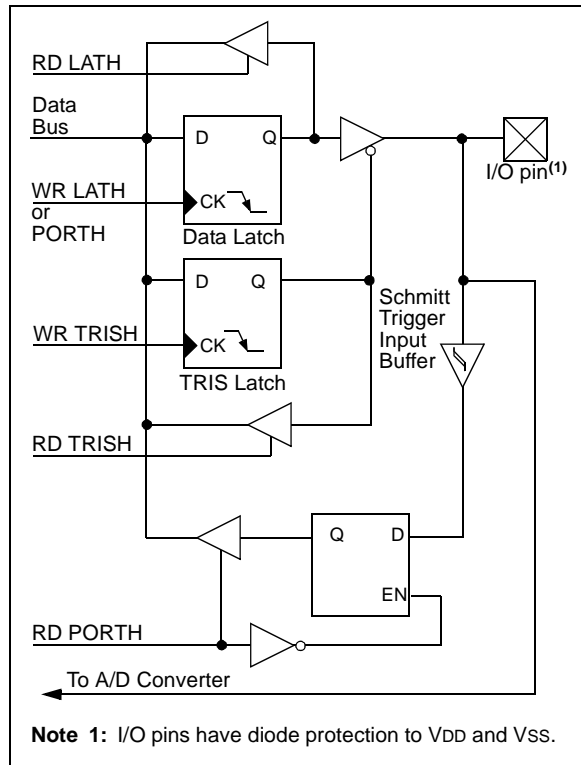 RD LATH
Data
Bus
D Q
I/O pin(1)
WR LATH
or
PORTH
CK
Data Latch
D Q
WR TRISH
CK
TRIS Latch
Schmitt
Trigger
Input
Buffer
RD TRISH
Q D
EN
RD PORTH
To A/D Converter
Note 1: I/O pins have diode protection to VDD and VSS.